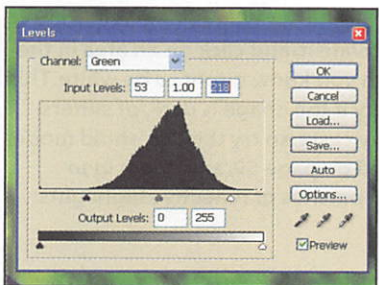 Levels
Channel: Green
Input Levels: 53 1.00 218
Output Levels: 0 255
OK
Cancel
Load...
Save...
Auto
Options...
Preview